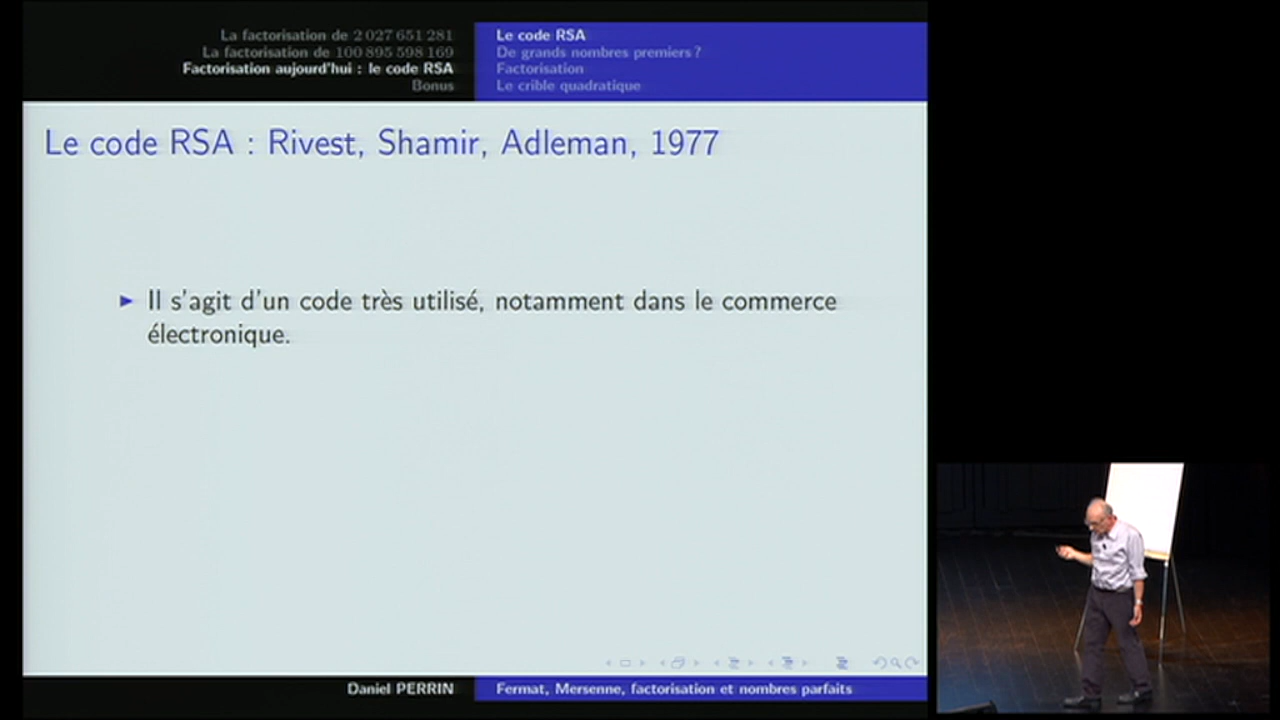 La factorisation de 2 027 651 281
La factorisation de 100 895 598 169
Factorisation aujourd'hui : le code RSA
Bonus
Le code RSA
De grands nombres premiers ?
Factorisation
Le crible quadratique
Le code RSA : Rivest, Shamir, Adleman, 1977
Il s'agit d'un code très utilisé, notamment dans le commerce
électronique.
Daniel PERRIN
Fermat, Mersenne, factorisation et nombres parfaits